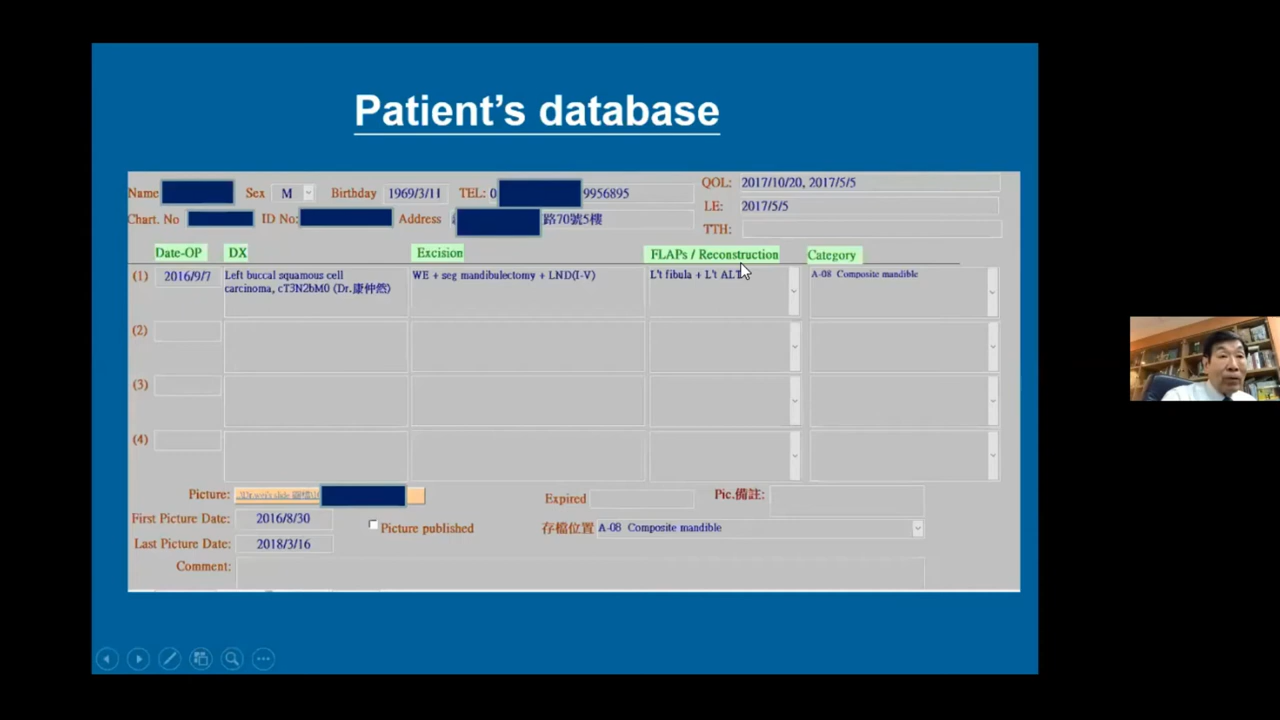 Patient's database
Name Sex M Birthday 1969/3/11 TEL: 0 9956895 QOL: 2017/10/20, 2017/5/5
Chart. No ID No: Address 路70號5樓 LE: 2017/5/5
TTH:
Date-OP DX Excision FLAPs / Reconstruction Category
(1) 2016/9/7 Left buccal squamous cell WE + seg mandibulectomy + LND(I-V) L't fibula + L't ALT A-08 Composite mandible
carcinoma, cT3N2bM0 (Dr.康仲然)
(2)
(3)
(4)
Picture: Expired Pic.備註:
First Picture Date: 2016/8/30 Picture published 存檔位置 A-08 Composite mandible
Last Picture Date: 2018/3/16
Comment: